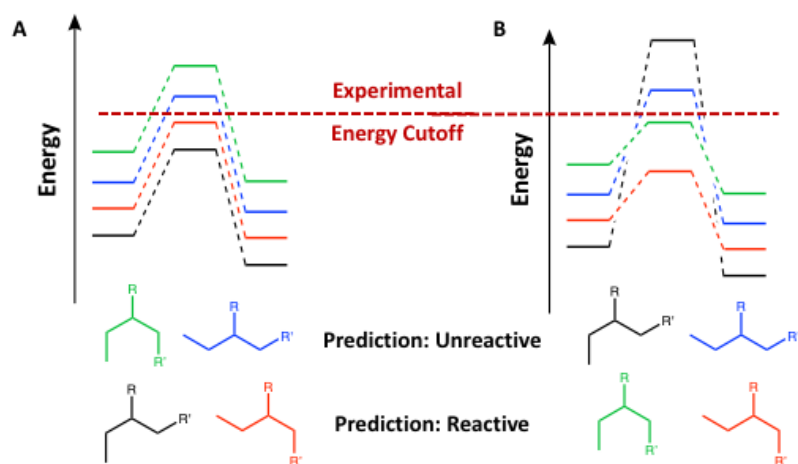 A
B
Experimental
Energy Cutoff
Energy
Energy
R
R'
R
R'
Prediction: Unreactive
R
R'
R
R'
R
R'
R
R'
Prediction: Reactive
R
R'
R
R'